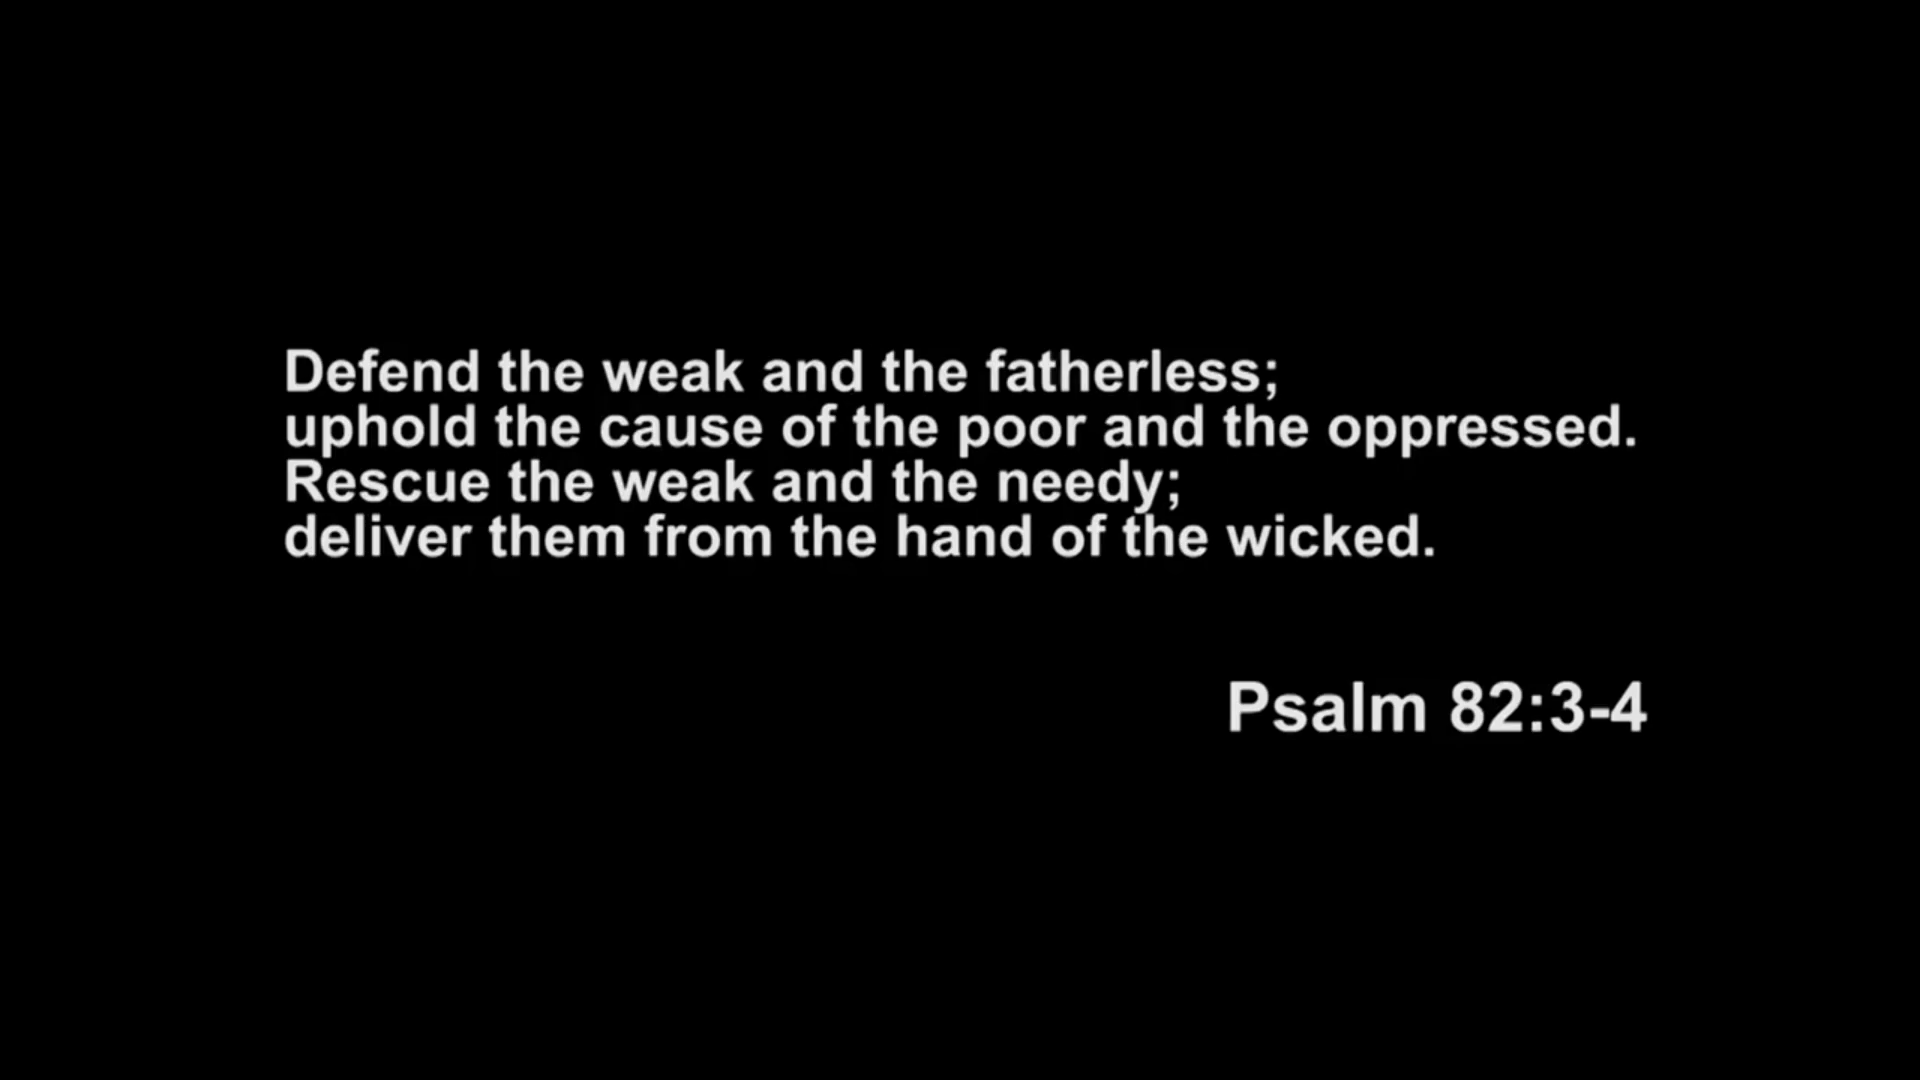 Defend the weak and the fatherless;
uphold the cause of the poor and the oppressed.
Rescue the weak and the needy;
deliver them from the hand of the wicked.
Psalm 82:3-4